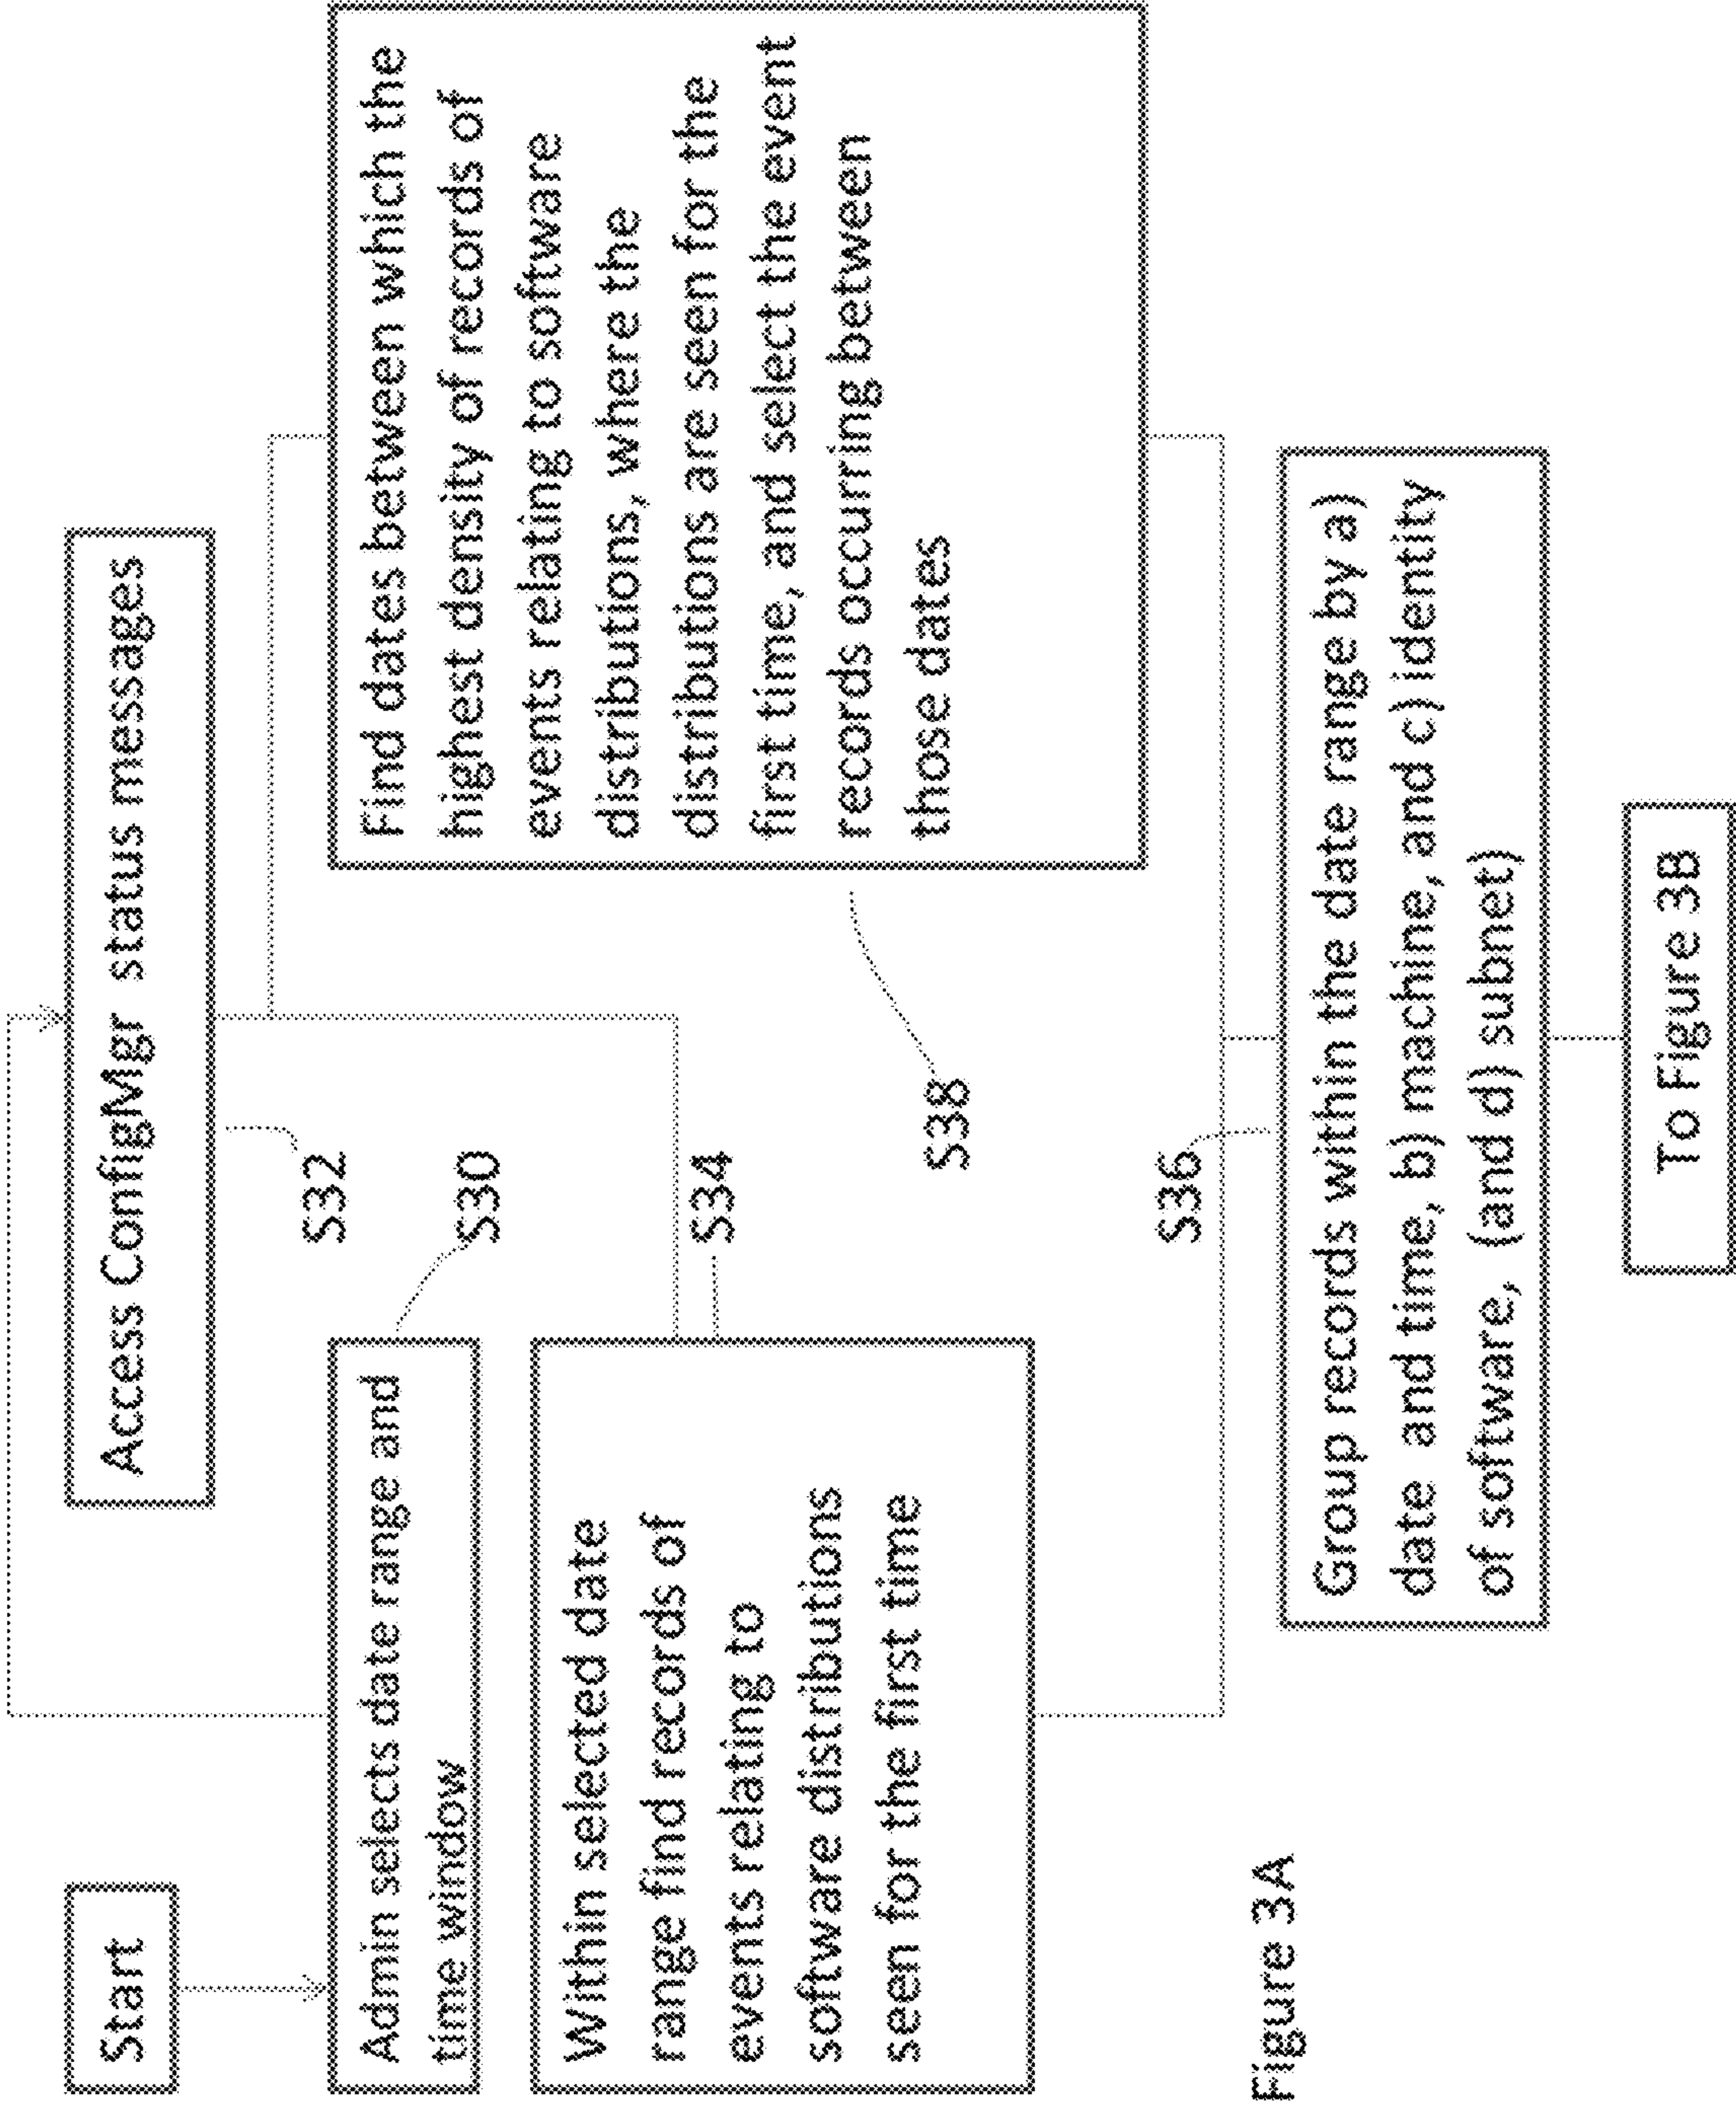 Start
Access ConfigMgr status messages
S32
Admin selects date range and
time window
S30
Within selected date
range find records of
events relating to
software distributions
seen for the first time
S34
Find dates between which the
highest density of records of
events relating to software
distributions, where the
distributions are seen for the
first time, and select the event
records occurring between
those dates
S38
S36
Group records within the date range by a)
date and time, b) machine, and c) identity
of software, (and d) subnet)
To Figure 3B
Figure 3A